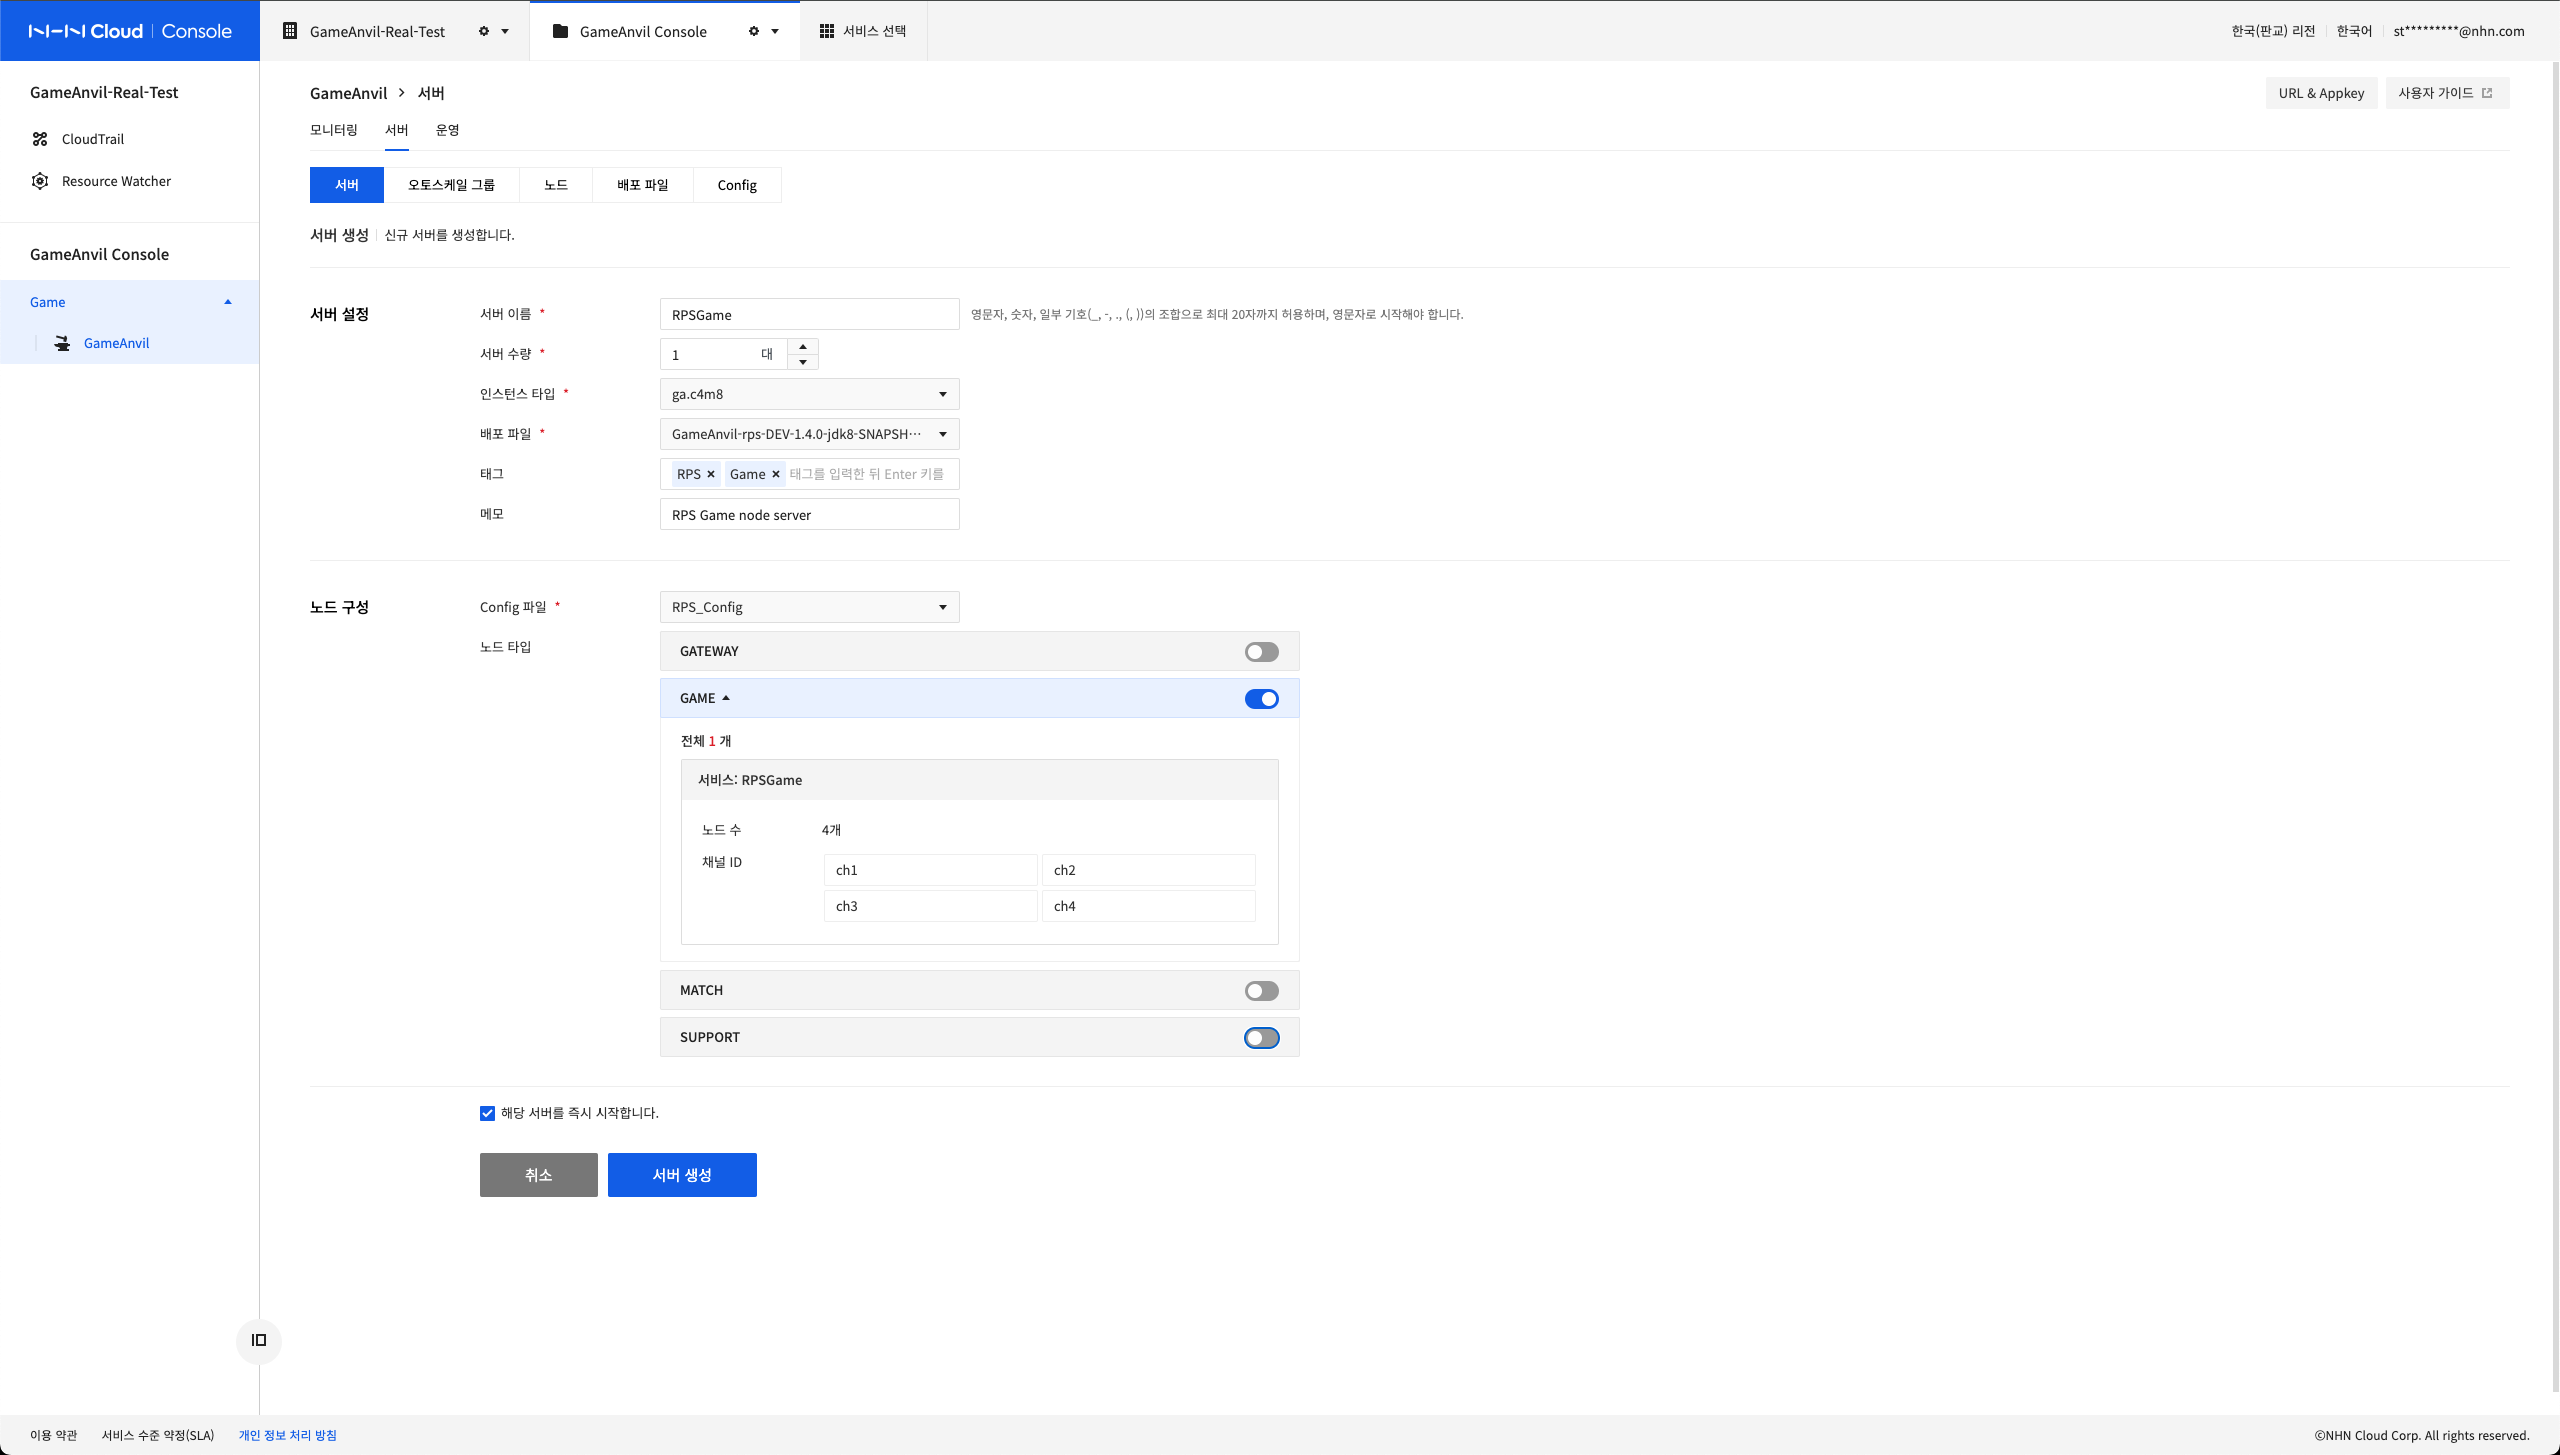 NHN Cloud Console
GameAnvil-Real-Test
GameAnvil Console
서비스 선택
한국(판교) 리전
한국어
st*********@nhn.com
GameAnvil-Real-Test
CloudTrail
Resource Watcher
GameAnvil Console
Game
GameAnvil
GameAnvil > 서버
URL & Appkey
사용자 가이드
모니터링 서버 운영
서버 오토스케일 그룹 노드 배포 파일 Config
서버 생성 신규 서버를 생성합니다.
서버 설정
서버 이름 * RPSGame 영문자, 숫자, 일부 기호(_, -, ., (, ))의 조합으로 최대 20자까지 허용하며, 영문자로 시작해야 합니다.
서버 수량 * 1 대
인스턴스 타입 * ga.c4m8
배포 파일 * GameAnvil-rps-DEV-1.4.0-jdk8-SNAPSH···
태그 RPS × Game × 태그를 입력한 뒤 Enter 키를
메모 RPS Game node server
노드 구성
Config 파일 * RPS_Config
노드 타입
GATEWAY
GAME
전체 1 개
서비스: RPSGame
노드 수 4개
채널 ID
ch1 ch2
ch3 ch4
MATCH
SUPPORT
해당 서버를 즉시 시작합니다.
취소 서버 생성
이용 약관 서비스 수준 약정(SLA) 개인 정보 처리 방침
©NHN Cloud Corp. All rights reserved.